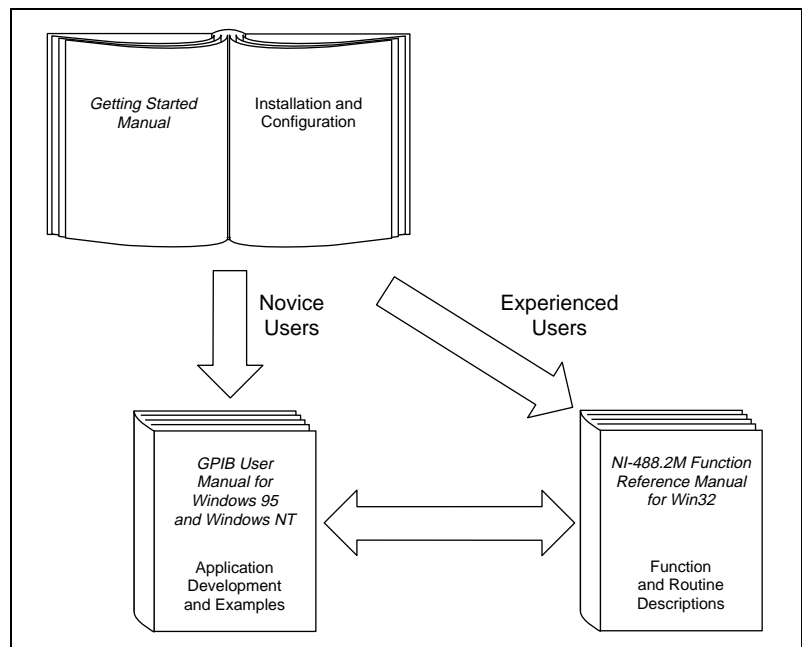 Getting Started
Manual
Installation and
Configuration
Novice
Users
Experienced
Users
GPIB User
Manual for
Windows 95
and Windows NT
Application
Development
and Examples
NI-488.2M Function
Reference Manual
for Win32
Function
and Routine
Descriptions